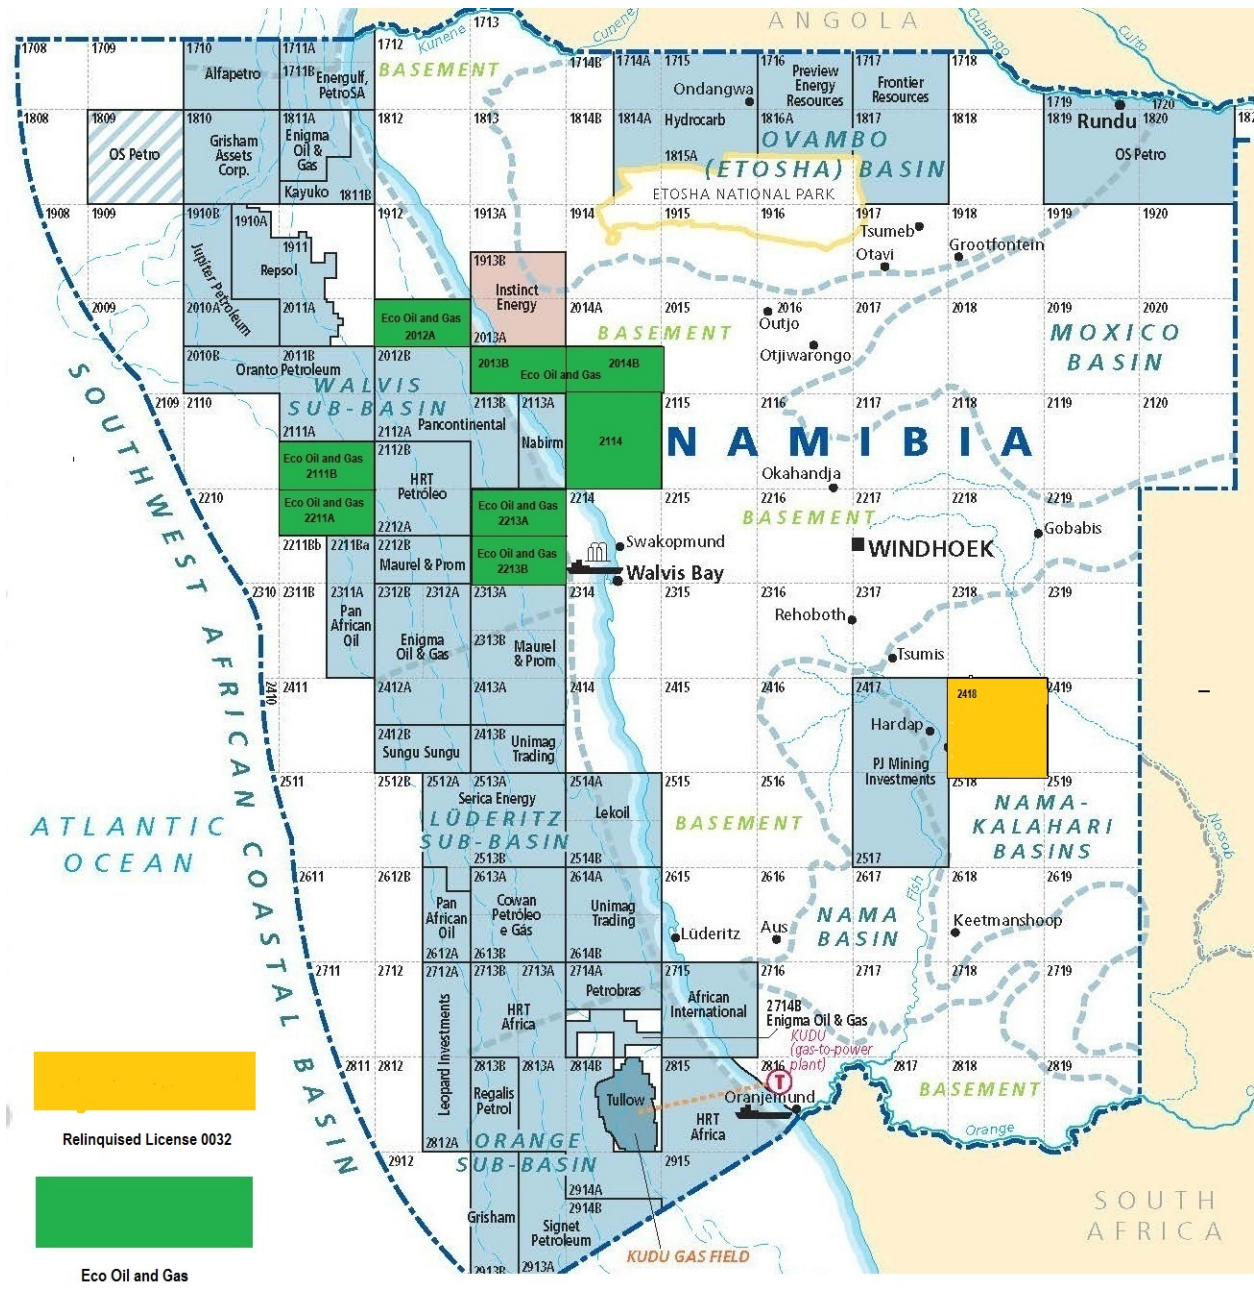 1713
ANGOLA
Cunene
Cubango
Cuito
1708
1709
1710
1711A
1712
Kunene
1714B
1714A
1715
1716
1717
1718
Alfapetro
1711B
Energulf,
PetroSA
BASEMENT
Ondangwa
Preview
Energy
Resources
Frontier
Resources
1719
1720
1808
1809
1810
1811A
1812
1813
1814B
1814A
Hydrocarb
1816A
1817
1818
1819
Rundu
1820
OS Petro
Grisham
Assets
Corp.
Enigma
Oil &
Gas
Kayuko
1811B
1815A
OVAMBO
(ETOSHA) BASIN
OS Petro
ETOSHA NATIONAL PARK
1908
1909
1910B
1910A
1911
1912
1913A
1914
1915
1916
1917
1918
1919
1920
Tsumeb
Otavi
Grootfontein
Jupiter Petroleum
Repsol
1913B
Instinct
Energy
2013A
2009
2010A
2011A
Eco Oil and Gas
2012A
2014A
2015
2016
2017
2018
2019
2020
Outjo
Otjiwarongo
BASEMENT
MOXICO
BASIN
2010B
2011B
2012B
Oranto Petroleum
2013B
2014B
Eco Oil and Gas
WALVIS
SUB-BASIN
2109
2110
2111A
2112A
2113B
2113A
Pancontinental
Nabirm
2114
2115
2116
2117
2118
2119
2120
NAMIBIA
Eco Oil and Gas
2111B
2112B
HRT
Petróleo
2212A
Okahandja
2210
Eco Oil and Gas
2211A
Eco Oil and Gas
2213A
2214
2215
2216
2217
2218
2219
BASEMENT
Gobabis
2211Bb
2211Ba
2212B
Maurel & Prom
Eco Oil and Gas
2213B
Swakopmund
Walvis Bay
WINDHOEK
2310
2311B
2311A
Pan
African
Oil
2312B
2312A
Enigma
Oil & Gas
2313A
2313B
Maurel
& Prom
2314
2315
2316
2317
2318
2319
Rehoboth
Tsumis
2410
2411
2412A
2413A
2414
2415
2416
2417
2418
2419
Hardap
PJ Mining
Investments
2412B
Sungu Sungu
2413B
Unimag
Trading
2511
2512B
2512A
2513A
Serica Energy
2514A
Lekoil
2515
2516
2517
2518
2519
LÜDERITZ
SUB-BASIN
2513B
2514B
BASEMENT
NAMA-
KALAHARI
BASINS
Nossob
ATLANTIC
OCEAN
SOUTHWEST AFRICAN COASTAL BASIN
2611
2612B
Pan
African
Oil
2612A
2613A
Cowan
Petróleo
e Gás
2613B
2614A
Unimag
Trading
2614B
2615
2616
2617
2618
2619
Fish
NAMA
BASIN
Lüderitz
Aus
Keetmanshoop
2711
2712
2712A
2713B
2713A
2714A
Petrobras
2715
African
International
2716
2717
2718
2719
Leopard Investments
HRT
Africa
2714B
Enigma Oil & Gas
KUDU
(gas-to-power
plant)
2811
2812
2813B
2813A
2814B
2815
2816
2817
2818
2819
T
Regalis
Petrol
Tullow
Oranjemund
HRT
Africa
BASEMENT
Orange
2812A
ORANGE
SUB-BASIN
2912
2914A
2915
2914B
Grisham
Signet
Petroleum
2913B
2913A
KUDU GAS FIELD
SOUTH
AFRICA
Relinquised License 0032
Eco Oil and Gas